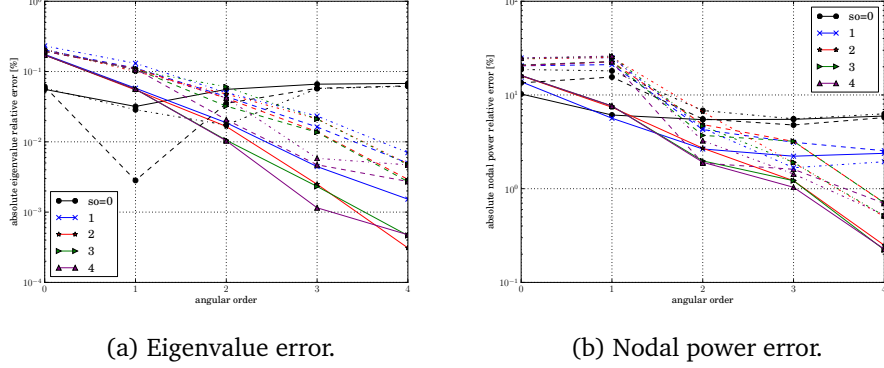 10⁰
10⁻¹
10⁻²
10⁻³
10⁻⁴
absolute eigenvalue relative error [%]
0 1 2 3 4
angular order
so=0
1
2
3
4
(a) Eigenvalue error.
10²
10¹
10⁰
10⁻¹
absolute nodal power relative error [%]
0 1 2 3 4
angular order
so=0
1
2
3
4
(b) Nodal power error.